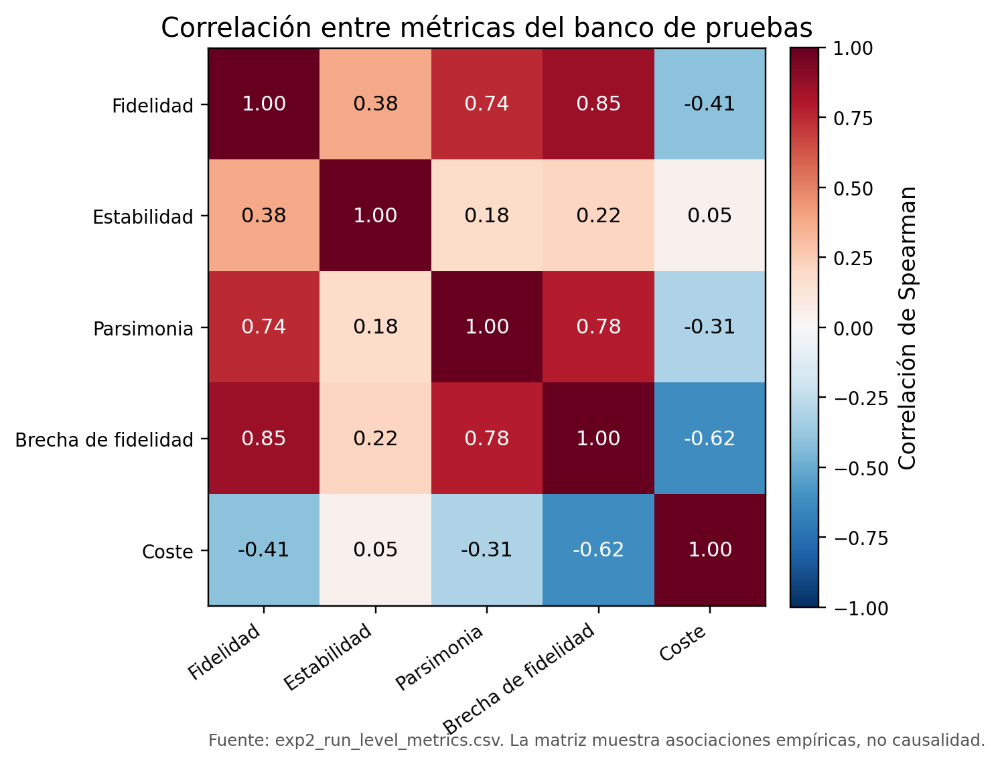 Correlación entre métricas del banco de pruebas
Fidelidad 1.00 0.38 0.74 0.85 -0.41
Estabilidad 0.38 1.00 0.18 0.22 0.05
Parsimonia 0.74 0.18 1.00 0.78 -0.31
Brecha de fidelidad 0.85 0.22 0.78 1.00 -0.62
Coste -0.41 0.05 -0.31 -0.62 1.00
Fidelidad Estabilidad Parsimonia Brecha de fidelidad Coste
1.00
0.75
0.50
0.25
0.00
−0.25
−0.50
−0.75
−1.00
Correlación de Spearman
Fuente: exp2_run_level_metrics.csv. La matriz muestra asociaciones empíricas, no causalidad.